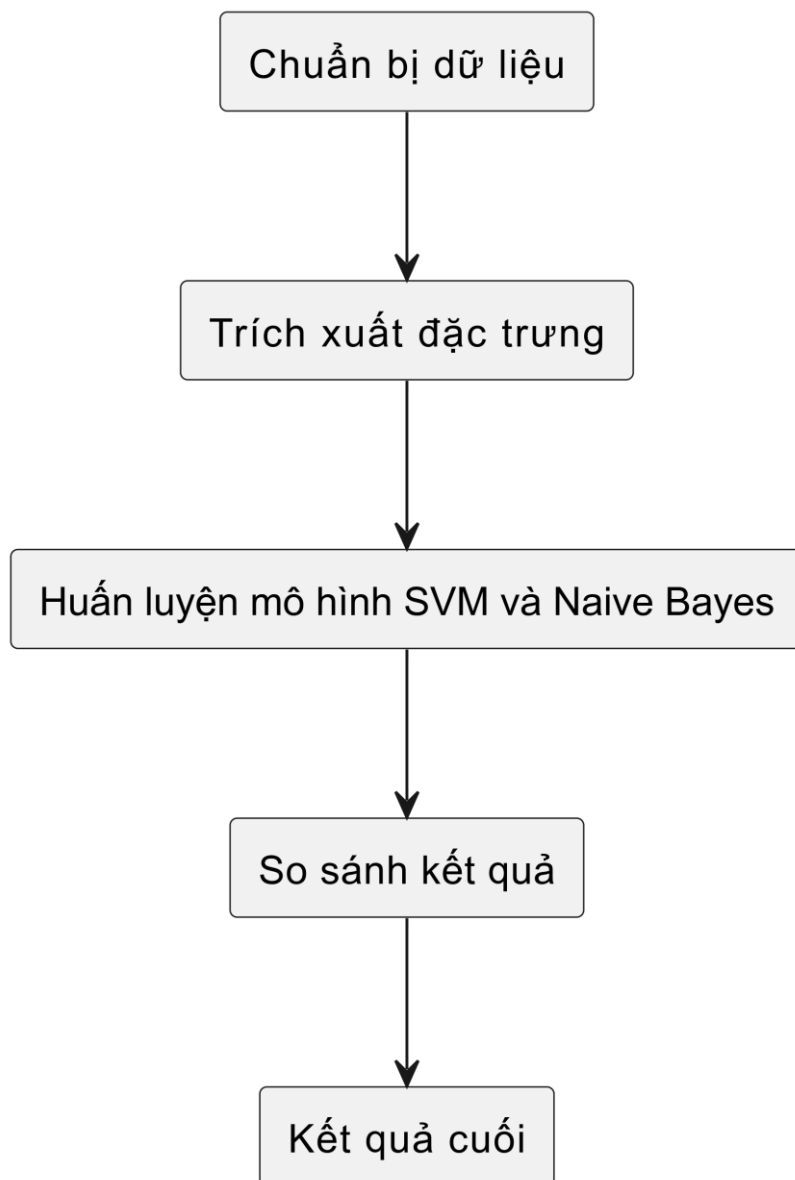 Chuẩn bị dữ liệu
Trích xuất đặc trưng
Huấn luyện mô hình SVM và Naive Bayes
So sánh kết quả
Kết quả cuối